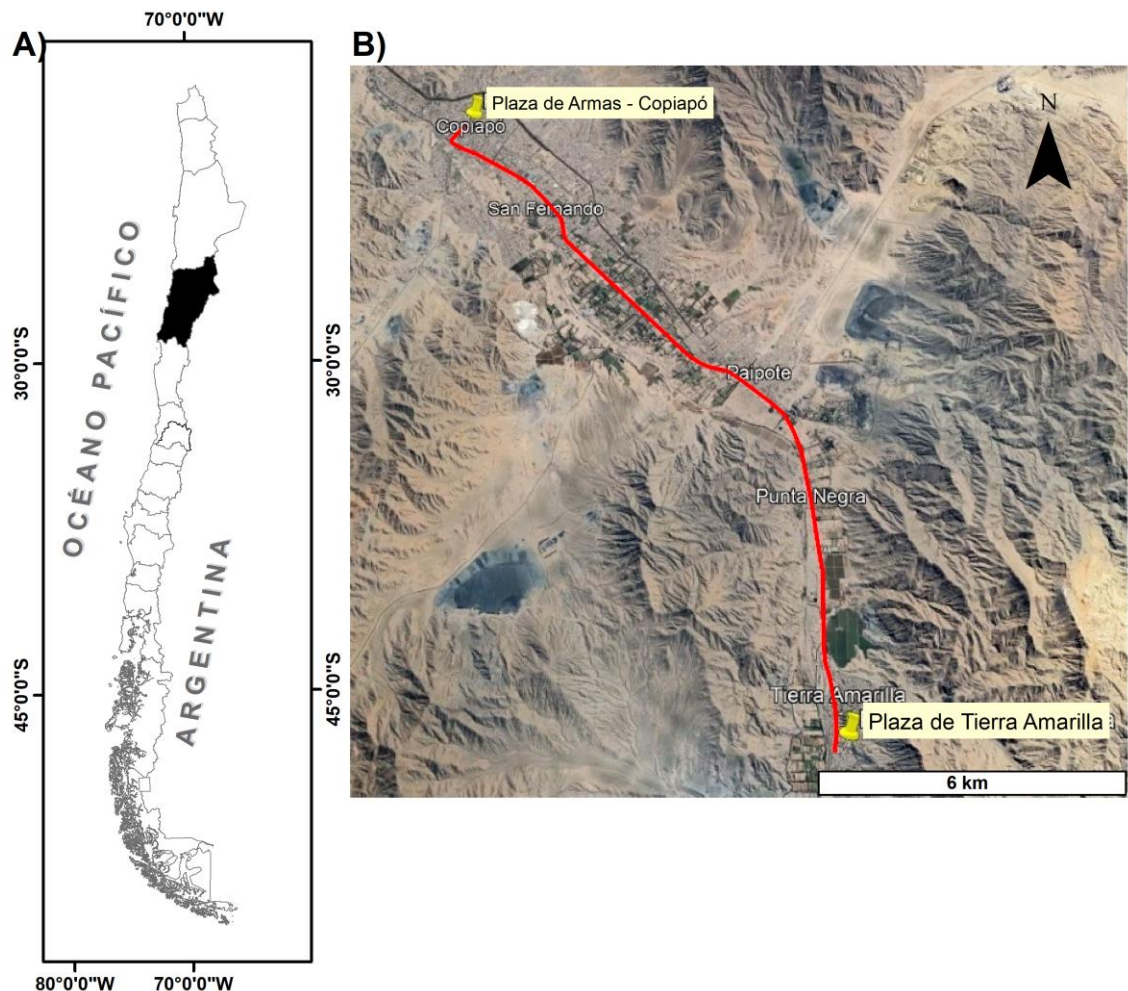 A)
70°0'0"W
OCÉANO PACÍFICO
ARGENTINA
30°0'0"S
45°0'0"S
80°0'0"W
70°0'0"W
B)
Plaza de Armas - Copiapó
Copiapó
N
San Fernando
30°0'0"S
Paipote
Punta Negra
45°0'0"S
Tierra Amarilla
Plaza de Tierra Amarilla
6 km